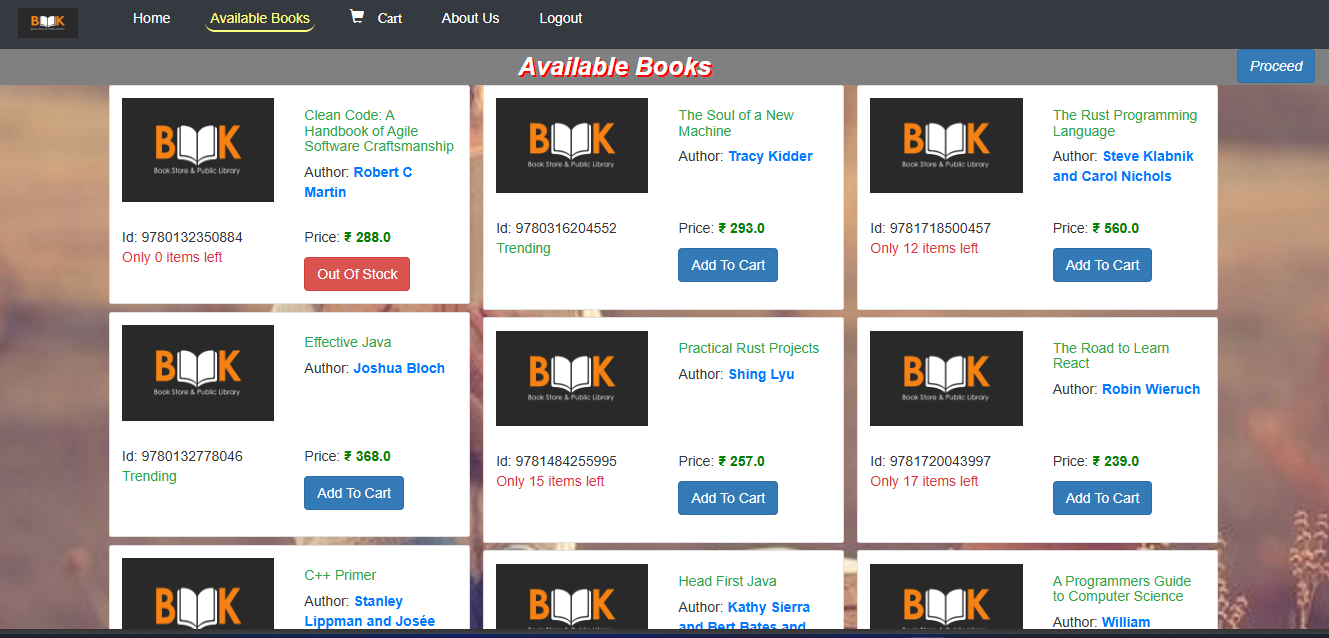 BOOK
Home
Available Books
Cart
About Us
Logout
Available Books
Proceed
BOOK
Book Store & Public Library
Clean Code: A
Handbook of Agile
Software Craftsmanship
Author: Robert C
Martin
Id: 9780132350884
Only 0 items left
Price: ₹ 288.0
Out Of Stock
BOOK
Book Store & Public Library
The Soul of a New
Machine
Author: Tracy Kidder
Id: 9780316204552
Trending
Price: ₹ 293.0
Add To Cart
BOOK
Book Store & Public Library
The Rust Programming
Language
Author: Steve Klabnik
and Carol Nichols
Id: 9781718500457
Only 12 items left
Price: ₹ 560.0
Add To Cart
BOOK
Book Store & Public Library
Effective Java
Author: Joshua Bloch
Id: 9780132778046
Trending
Price: ₹ 368.0
Add To Cart
BOOK
Book Store & Public Library
Practical Rust Projects
Author: Shing Lyu
Id: 9781484255995
Only 15 items left
Price: ₹ 257.0
Add To Cart
BOOK
Book Store & Public Library
The Road to Learn
React
Author: Robin Wieruch
Id: 9781720043997
Only 17 items left
Price: ₹ 239.0
Add To Cart
BOOK
C++ Primer
Author: Stanley
Lippman and Josée
BOOK
Head First Java
Author: Kathy Sierra
and Bert Bates and
BOOK
A Programmers Guide
to Computer Science
Author: William